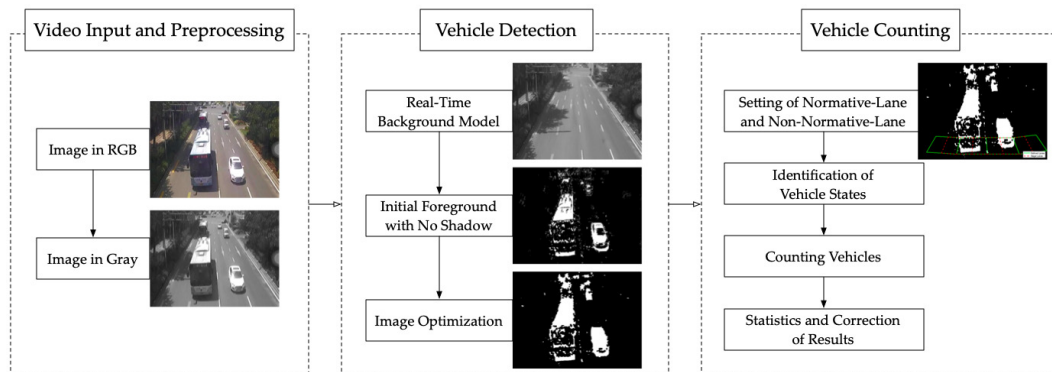 Video Input and Preprocessing
Image in RGB
Image in Gray
Vehicle Detection
Real-Time
Background Model
Initial Foreground
with No Shadow
Image Optimization
Vehicle Counting
Setting of Normative-Lane
and Non-Normative-Lane
Identification of
Vehicle States
Counting Vehicles
Statistics and Correction
of Results